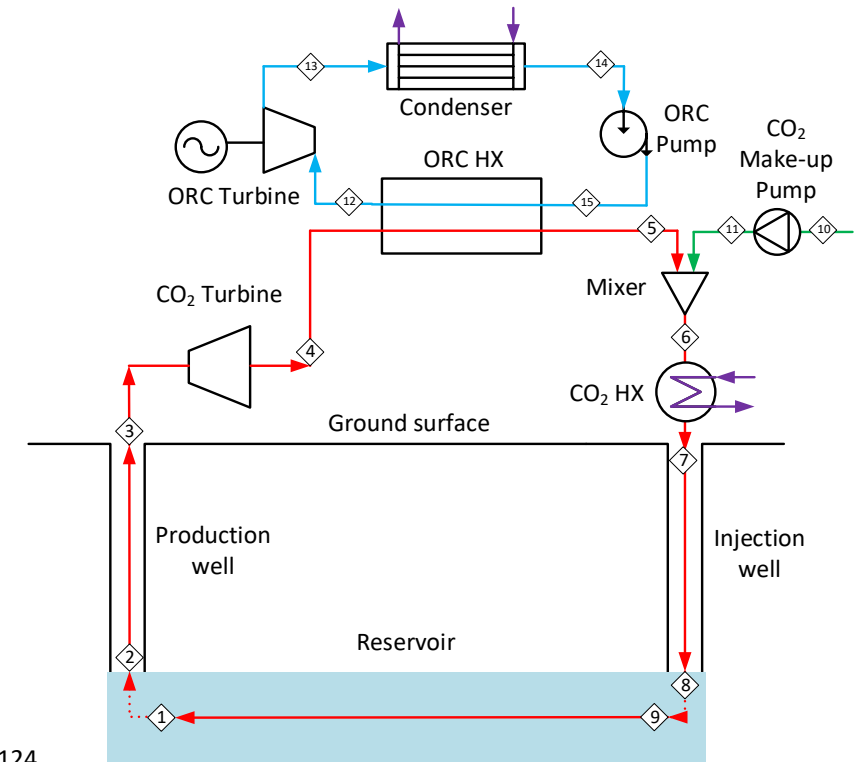 13
14
Condenser
ORC
Pump
CO₂
Make-up
Pump
ORC HX
ORC Turbine
12
15
5
11
10
CO₂ Turbine
Mixer
4
6
CO₂ HX
Ground surface
3
7
Production
well
Injection
well
Reservoir
2
8
1
9
124